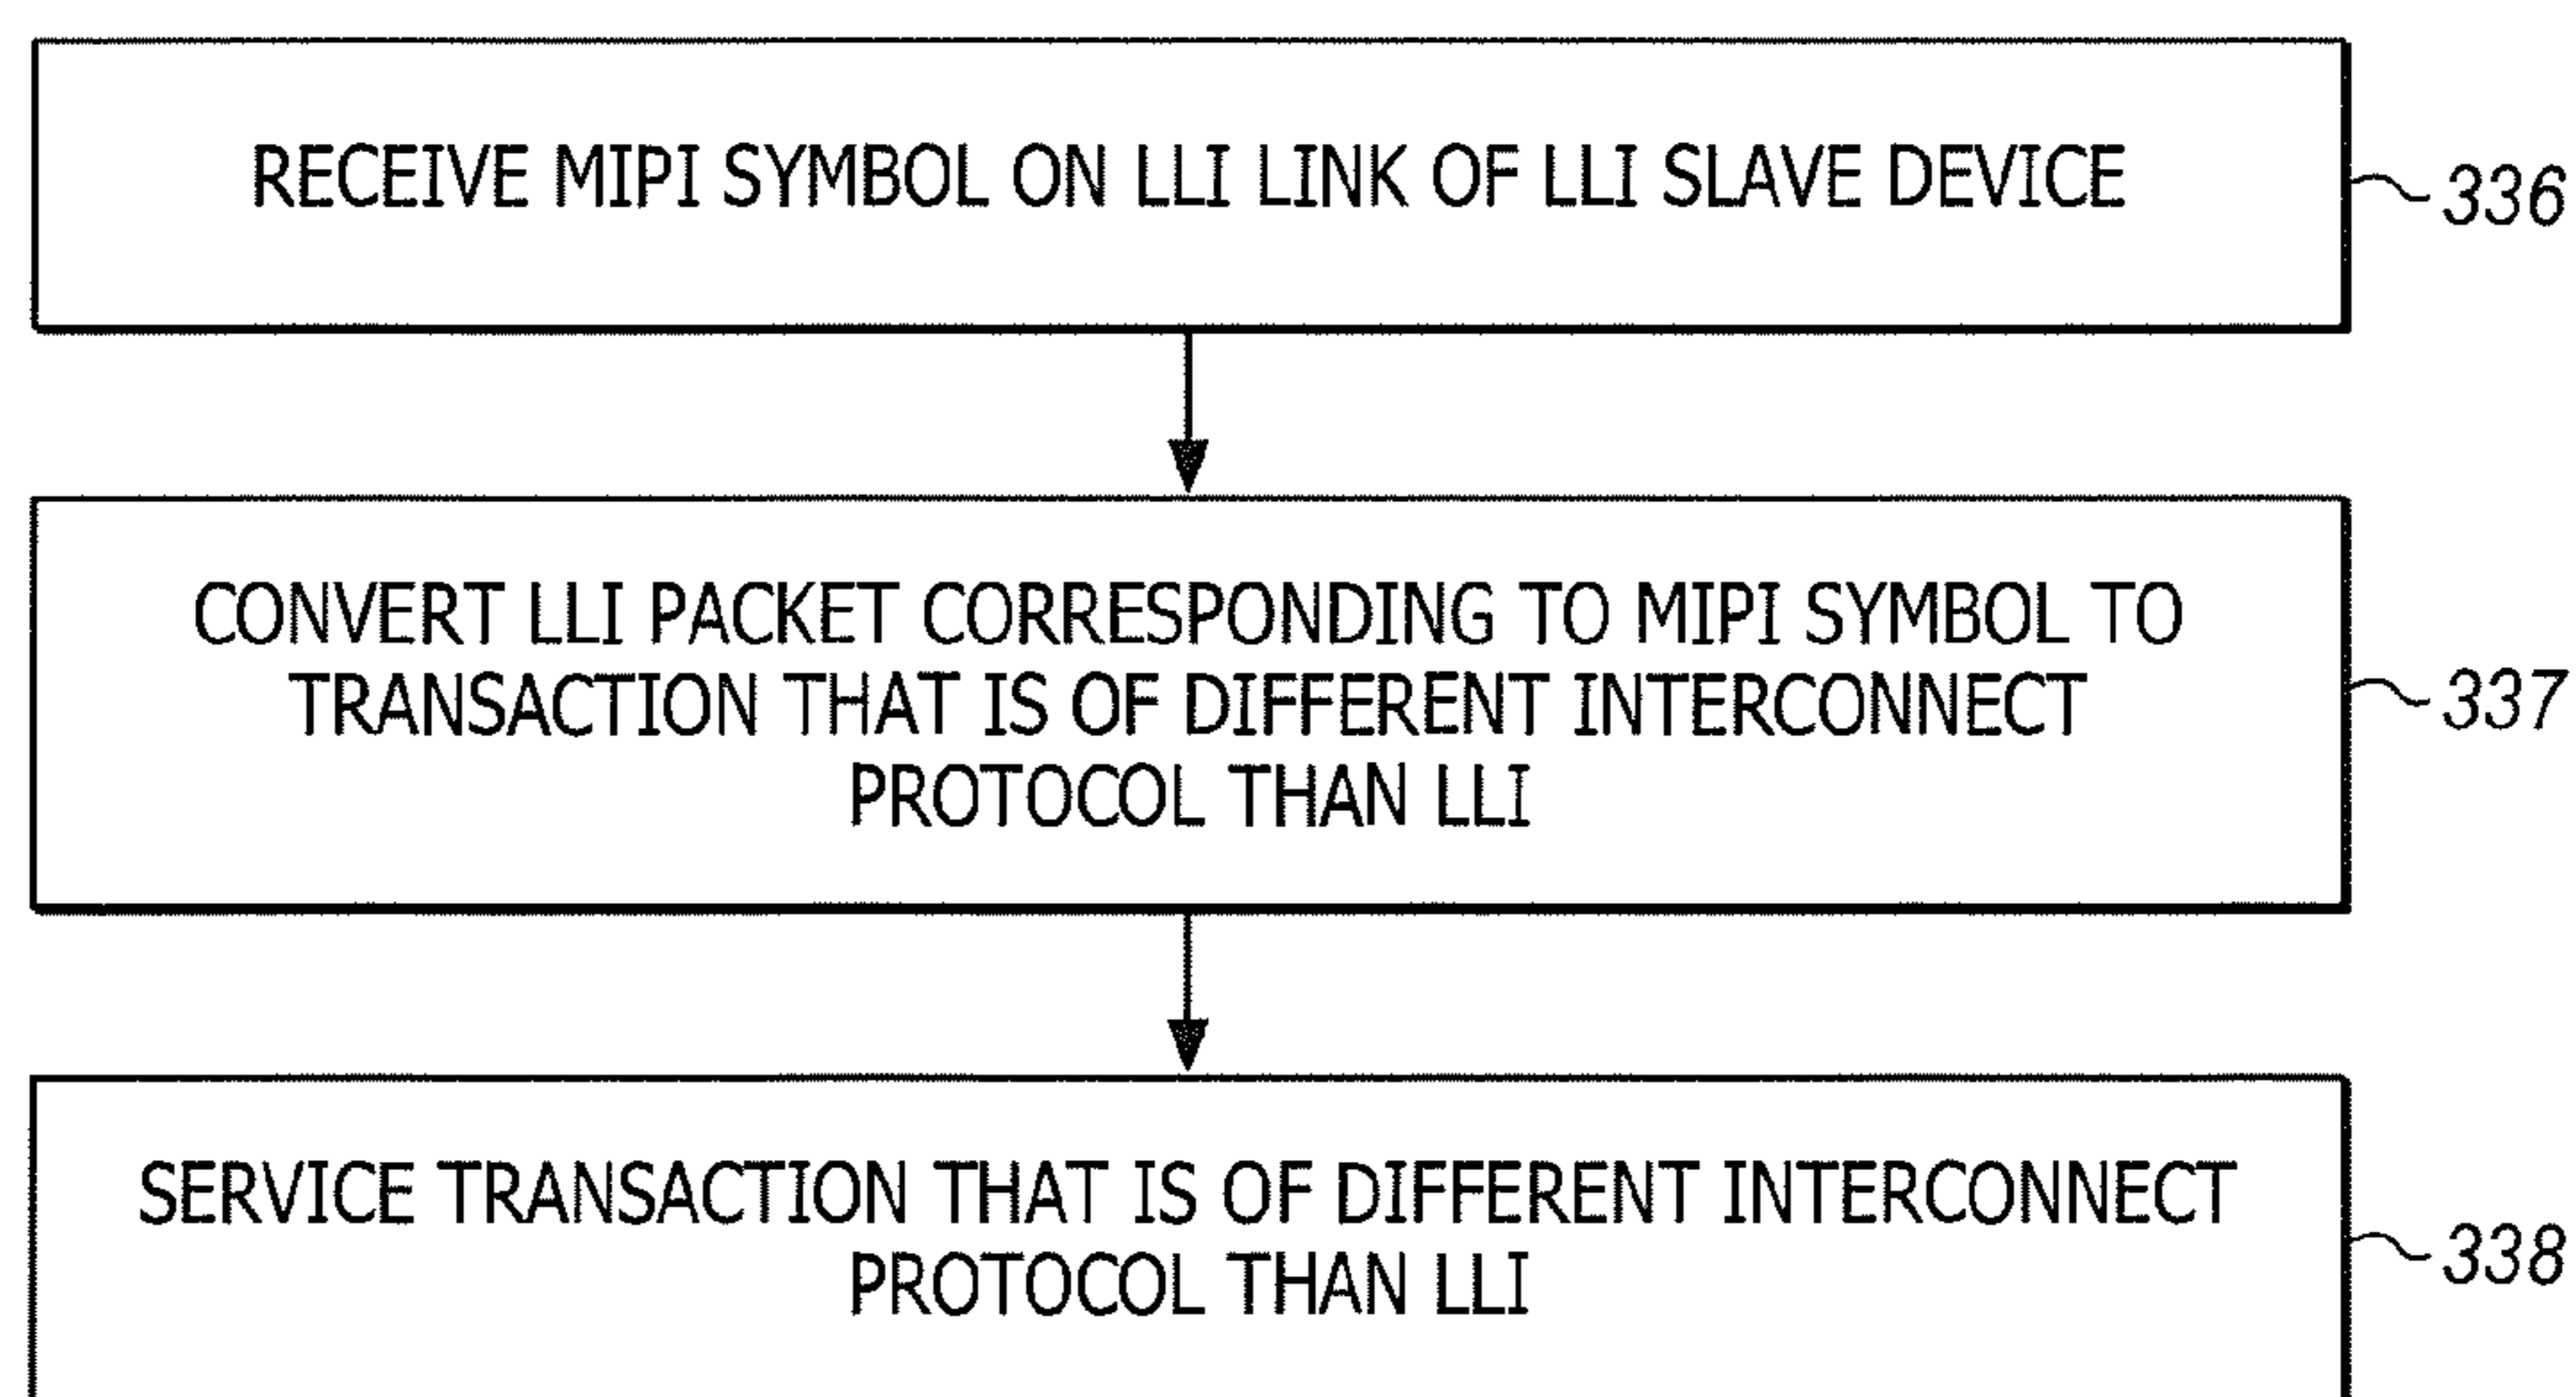 RECEIVE MIPI SYMBOL ON LLI LINK OF LLI SLAVE DEVICE
336
CONVERT LLI PACKET CORRESPONDING TO MIPI SYMBOL TO
TRANSACTION THAT IS OF DIFFERENT INTERCONNECT
PROTOCOL THAN LLI
337
SERVICE TRANSACTION THAT IS OF DIFFERENT INTERCONNECT
PROTOCOL THAN LLI
338